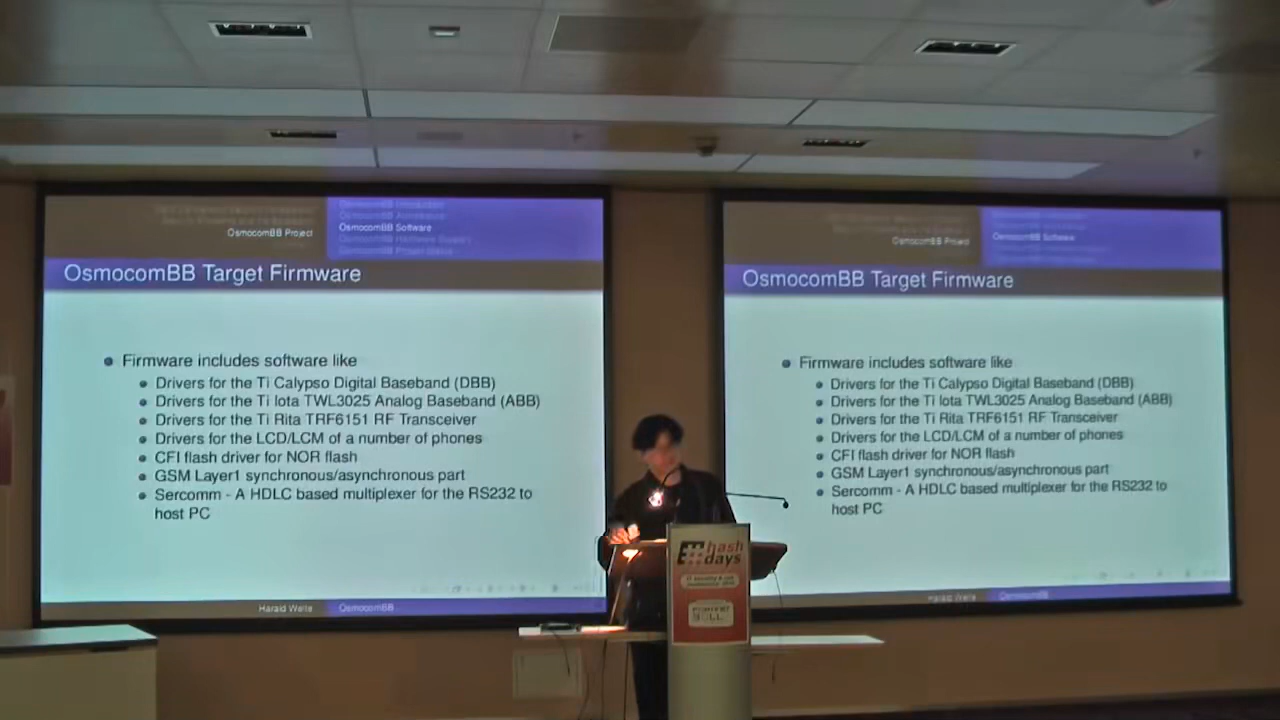 OsmocomBB Project
OsmocomBB Software
OsmocomBB Target Firmware
Firmware includes software like
Drivers for the Ti Calypso Digital Baseband (DBB)
Drivers for the Ti Iota TWL3025 Analog Baseband (ABB)
Drivers for the Ti Rita TRF6151 RF Transceiver
Drivers for the LCD/LCM of a number of phones
CFI flash driver for NOR flash
GSM Layer1 synchronous/asynchronous part
Sercomm - A HDLC based multiplexer for the RS232 to
host PC
Harald Welte
OsmocomBB
OsmocomBB Project
OsmocomBB Software
OsmocomBB Target Firmware
Firmware includes software like
Drivers for the Ti Calypso Digital Baseband (DBB)
Drivers for the Ti Iota TWL3025 Analog Baseband (ABB)
Drivers for the Ti Rita TRF6151 RF Transceiver
Drivers for the LCD/LCM of a number of phones
CFI flash driver for NOR flash
GSM Layer1 synchronous/asynchronous part
Sercomm - A HDLC based multiplexer for the RS232 to
host PC
Harald Welte
OsmocomBB
hash
days